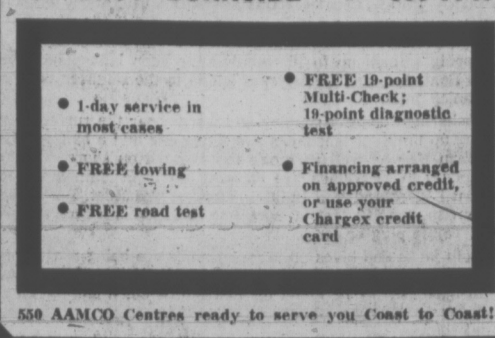 ● 1-day service in
most cases
● FREE towing
● FREE road test
● FREE 19-point
Multi-Check;
19-point diagnostic
test
● Financing arranged
on approved credit,
or use your
Chargex credit
card
550 AAMCO Centres ready to serve you Coast to Coast!